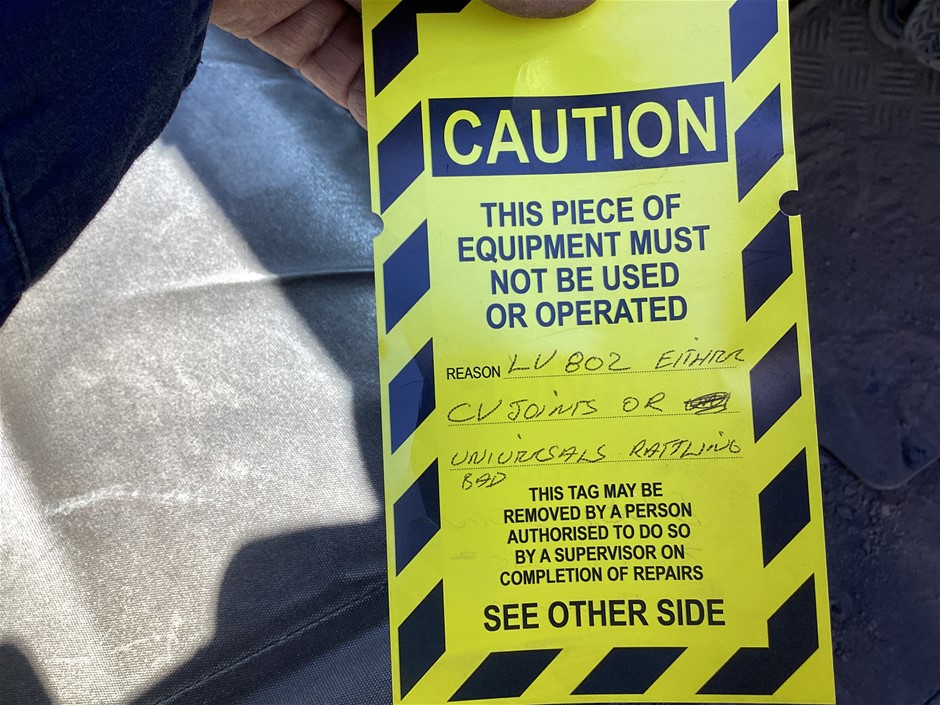 CAUTION
THIS PIECE OF
EQUIPMENT MUST
NOT BE USED
OR OPERATED
REASON LV 802 EITHER
CV JOINTS OR
UNIVERSALS RATTLING
BAD
THIS TAG MAY BE
REMOVED BY A PERSON
AUTHORISED TO DO SO
BY A SUPERVISOR ON
COMPLETION OF REPAIRS
SEE OTHER SIDE